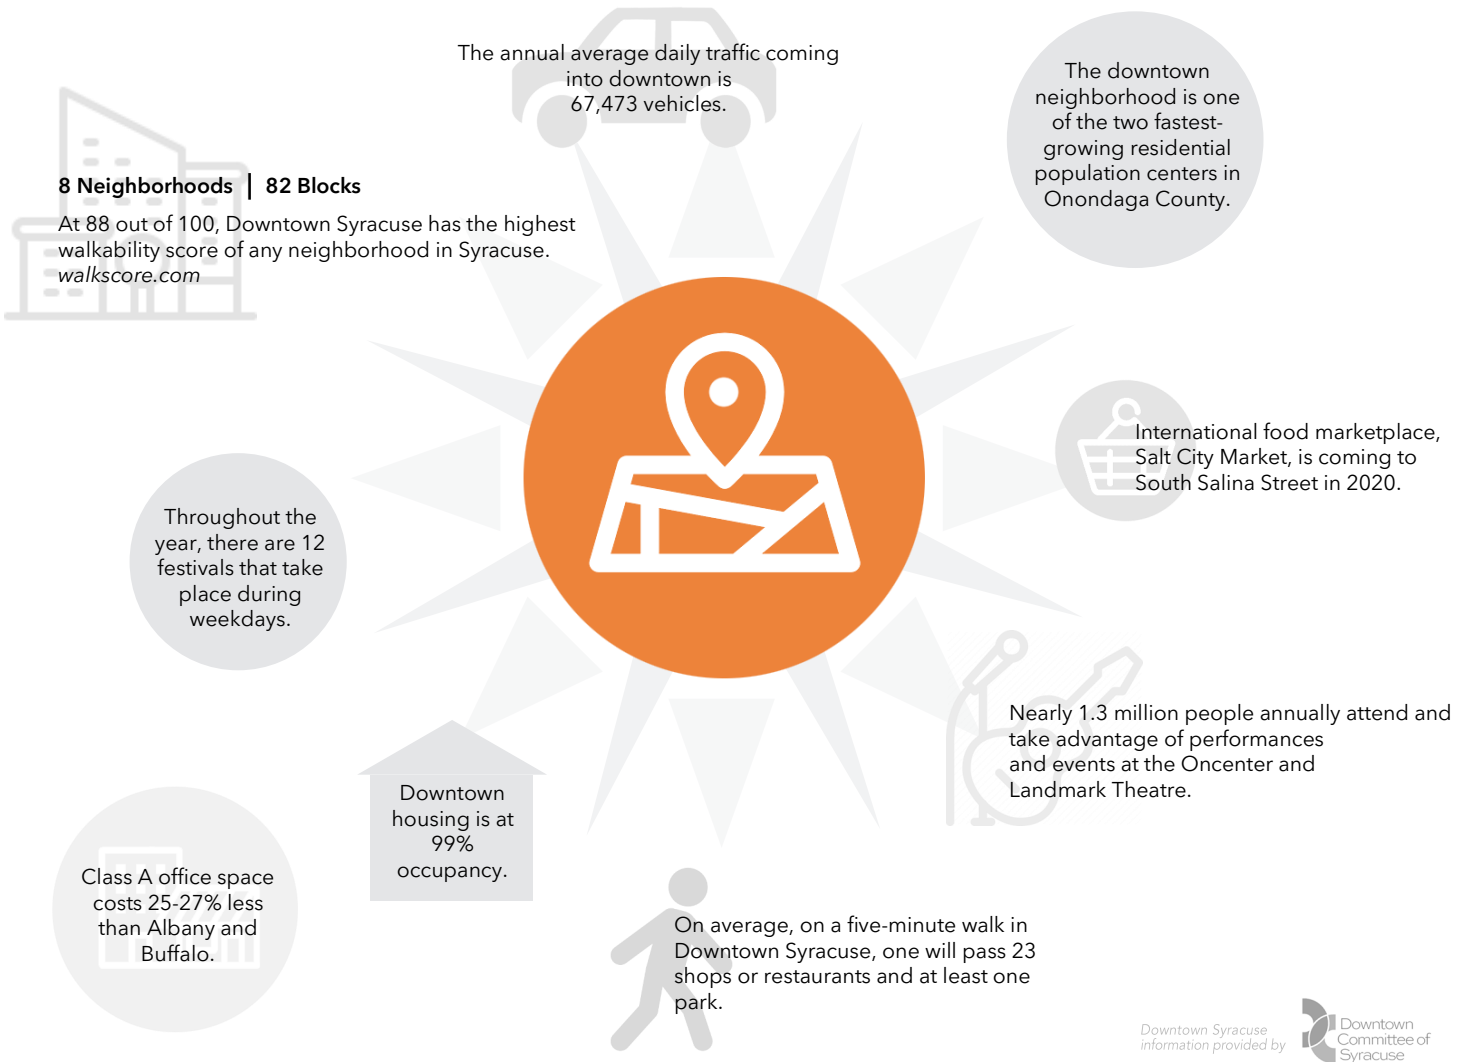 The annual average daily traffic coming
into downtown is
67,473 vehicles.
The downtown
neighborhood is one
of the two fastest-
growing residential
population centers in
Onondaga County.
8 Neighborhoods | 82 Blocks
At 88 out of 100, Downtown Syracuse has the highest
walkability score of any neighborhood in Syracuse.
walkscore.com
International food marketplace,
Salt City Market, is coming to
South Salina Street in 2020.
Throughout the
year, there are 12
festivals that take
place during
weekdays.
Nearly 1.3 million people annually attend and
take advantage of performances
and events at the Oncenter and
Landmark Theatre.
Downtown
housing is at
99%
occupancy.
Class A office space
costs 25-27% less
than Albany and
Buffalo.
On average, on a five-minute walk in
Downtown Syracuse, one will pass 23
shops or restaurants and at least one
park.
Downtown Syracuse
information provided by
Downtown
Committee of
Syracuse